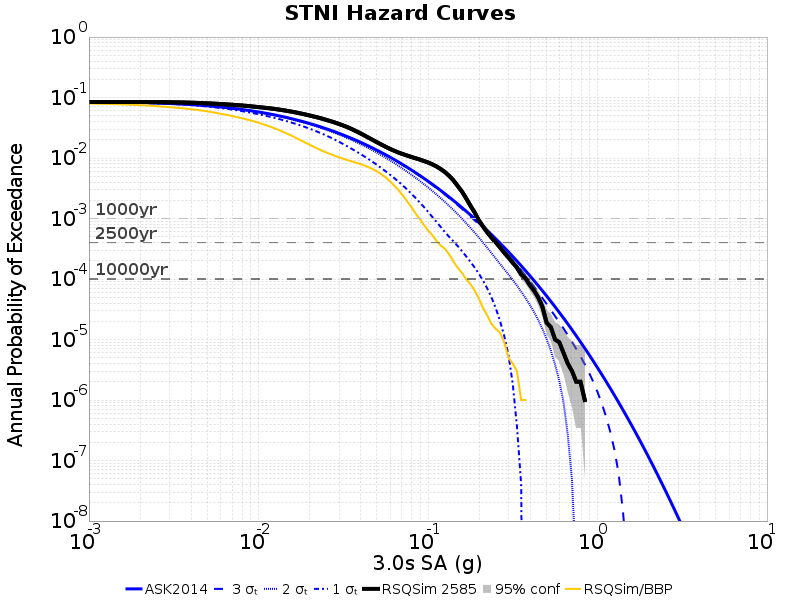 STNI Hazard Curves
Annual Probability of Exceedance
10^0
10^-1
10^-2
10^-3
10^-4
10^-5
10^-6
10^-7
10^-8
1000yr
2500yr
10000yr
10^-3 10^-2 10^-1 10^0 10^1
3.0s SA (g)
ASK2014 3 σₜ 2 σₜ 1 σₜ RSQSim 2585 95% conf RSQSim/BBP